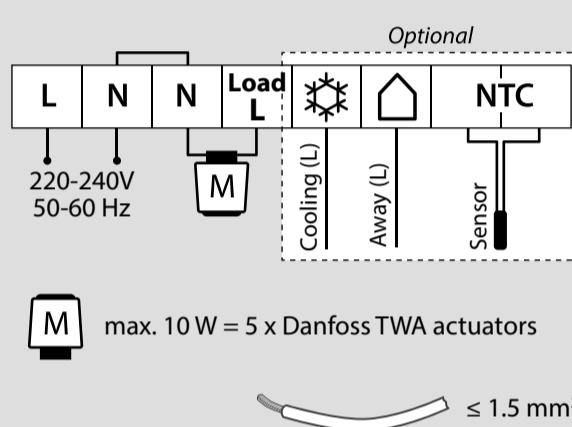 Optional
L N N Load L NTC
220-240V
50-60 Hz
M
Cooling (L)
Away (L)
Sensor
M max. 10 W = 5 x Danfoss TWA actuators
≤ 1.5 mm²